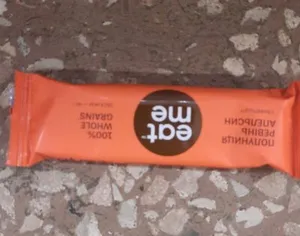 ПОЛУНИЦЯ
РЕВІНЬ
АПЕЛЬСИН
eat
me
100%
WHOLE
GRAINS